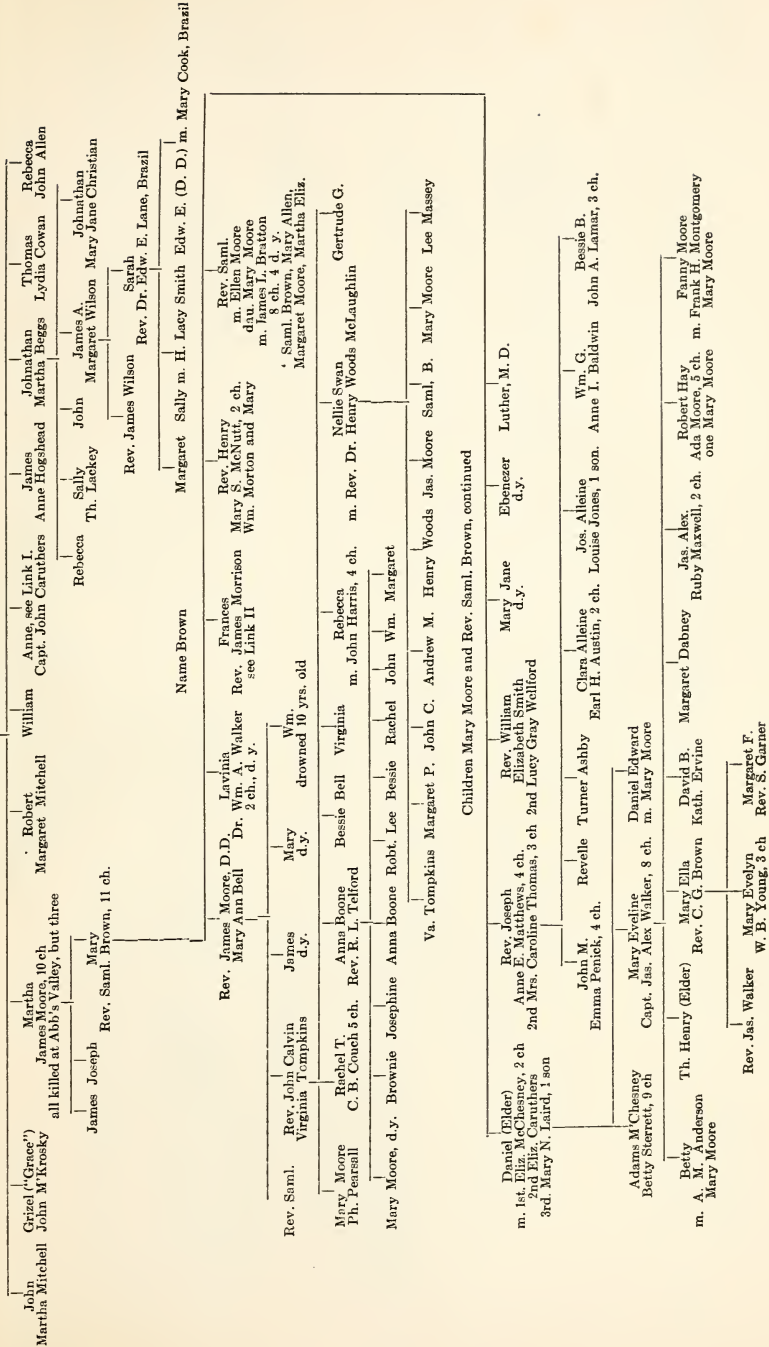 John Grizel ("Grace") Martha Robert William Anne, see Link I. James Johnathan Thomas Rebecca
Martha Mitchell John M'Krosky James Moore, 10 ch Margaret Mitchell Capt. John Caruthers Anne Hogshead Martha Beggs Lydia Cowan John Allen
all killed at Abb's Valley, but three
James Joseph Mary
Rev. Saml. Brown, 11 ch.
Rebecca Sally John James A. Johnathan
Th. Lackey Margaret Wilson Mary Jane Christian
Rev. James Wilson Sarah
Rev. Dr. Edw. E. Lane, Brazil
Margaret Sally m. H. Lacy Smith Edw. E. (D. D.) m. Mary Cook, Brazil
Name Brown
Rev. James Moore, D.D. Lavinia Frances Rev. Henry Rev. Saml.
Mary Ann Bell Dr. Wm. A. Walker Rev. James Morrison Mary S. McNutt, 2 ch. m. Ellen Moore
2 ch., d. y. see Link II Wm. Morton and Mary dau. Mary Moore
m. James L. Bratton
8 ch. 4 d. y.
Saml. Brown, Mary Allen,
Margaret Moore, Martha Eliz.
Rev. Saml. Rev. John Calvin James Mary Wm.
Virginia Tompkins d.y. d.y. drowned 10 yrs. old
Mary Moore Rachel T. Anna Boone Bessie Bell Virginia Rebecca Nellie Swan Gertrude G.
Ph. Pearsall C. B. Couch 5 ch. Rev. R. L. Telford m. John Harris, 4 ch. m. Rev. Dr. Henry Woods McLaughlin
Mary Moore, d.y. Brownie Josephine Anna Boone Robt. Lee Bessie Rachel John Wm. Margaret
Va. Tompkins Margaret P. John C. Andrew M. Henry Woods Jas. Moore Saml, B. Mary Moore Lee Massey
Children Mary Moore and Rev. Saml. Brown, continued
Daniel (Elder) Rev. Joseph Rev. William Mary Jane Ebenezer Luther, M. D.
m. 1st. Eliz. McChesney, 2 ch Anne E. Matthews, 4 ch. Elizabeth Smith d.y. d.y.
2nd Eliz. Caruthers 2nd Mrs. Caroline Thomas, 3 ch 2nd Lucy Gray Wellford
3rd. Mary N. Laird, 1 son
John M. Revelle Turner Ashby Clara Alleine Jos. Alleine Wm. G. Bessie B.
Emma Penick, 4 ch. Earl H. Austin, 2 ch. Louise Jones, 1 son. Anne I. Baldwin John A. Lamar, 3 ch.
Adams M'Chesney Mary Eveline Daniel Edward
Betty Sterrett, 9 ch Capt. Jas. Alex Walker, 8 ch. m. Mary Moore
Betty Th. Henry (Elder) Mary Ella David B. Margaret Dabney Jas. Alex. Robert Hay Fanny Moore
m. A. M. Anderson Rev. C. G. Brown Kath. Ervine Ruby Maxwell, 2 ch. Ada Moore, 5 ch. m. Frank H. Montgomery
Mary Moore one Mary Moore Mary Moore
Rev. Jas. Walker Mary Evelyn Margaret F.
W. B. Young, 3 ch Rev. S. Garner